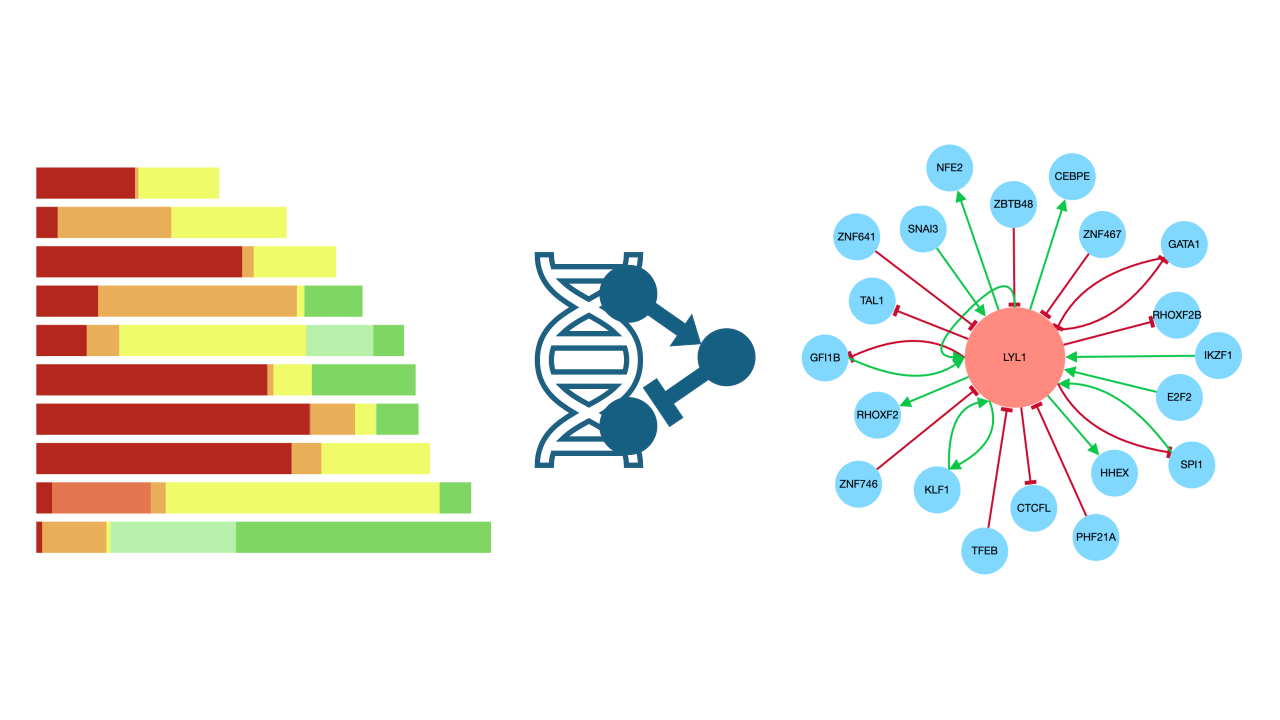 NFE2
CEBPE
ZBTB48
SNAI3
ZNF467
ZNF641
GATA1
TAL1
RHOXF2B
GFI1B
LYL1
IKZF1
E2F2
RHOXF2
SPI1
HHEX
ZNF746
KLF1
CTCFL
PHF21A
TFEB